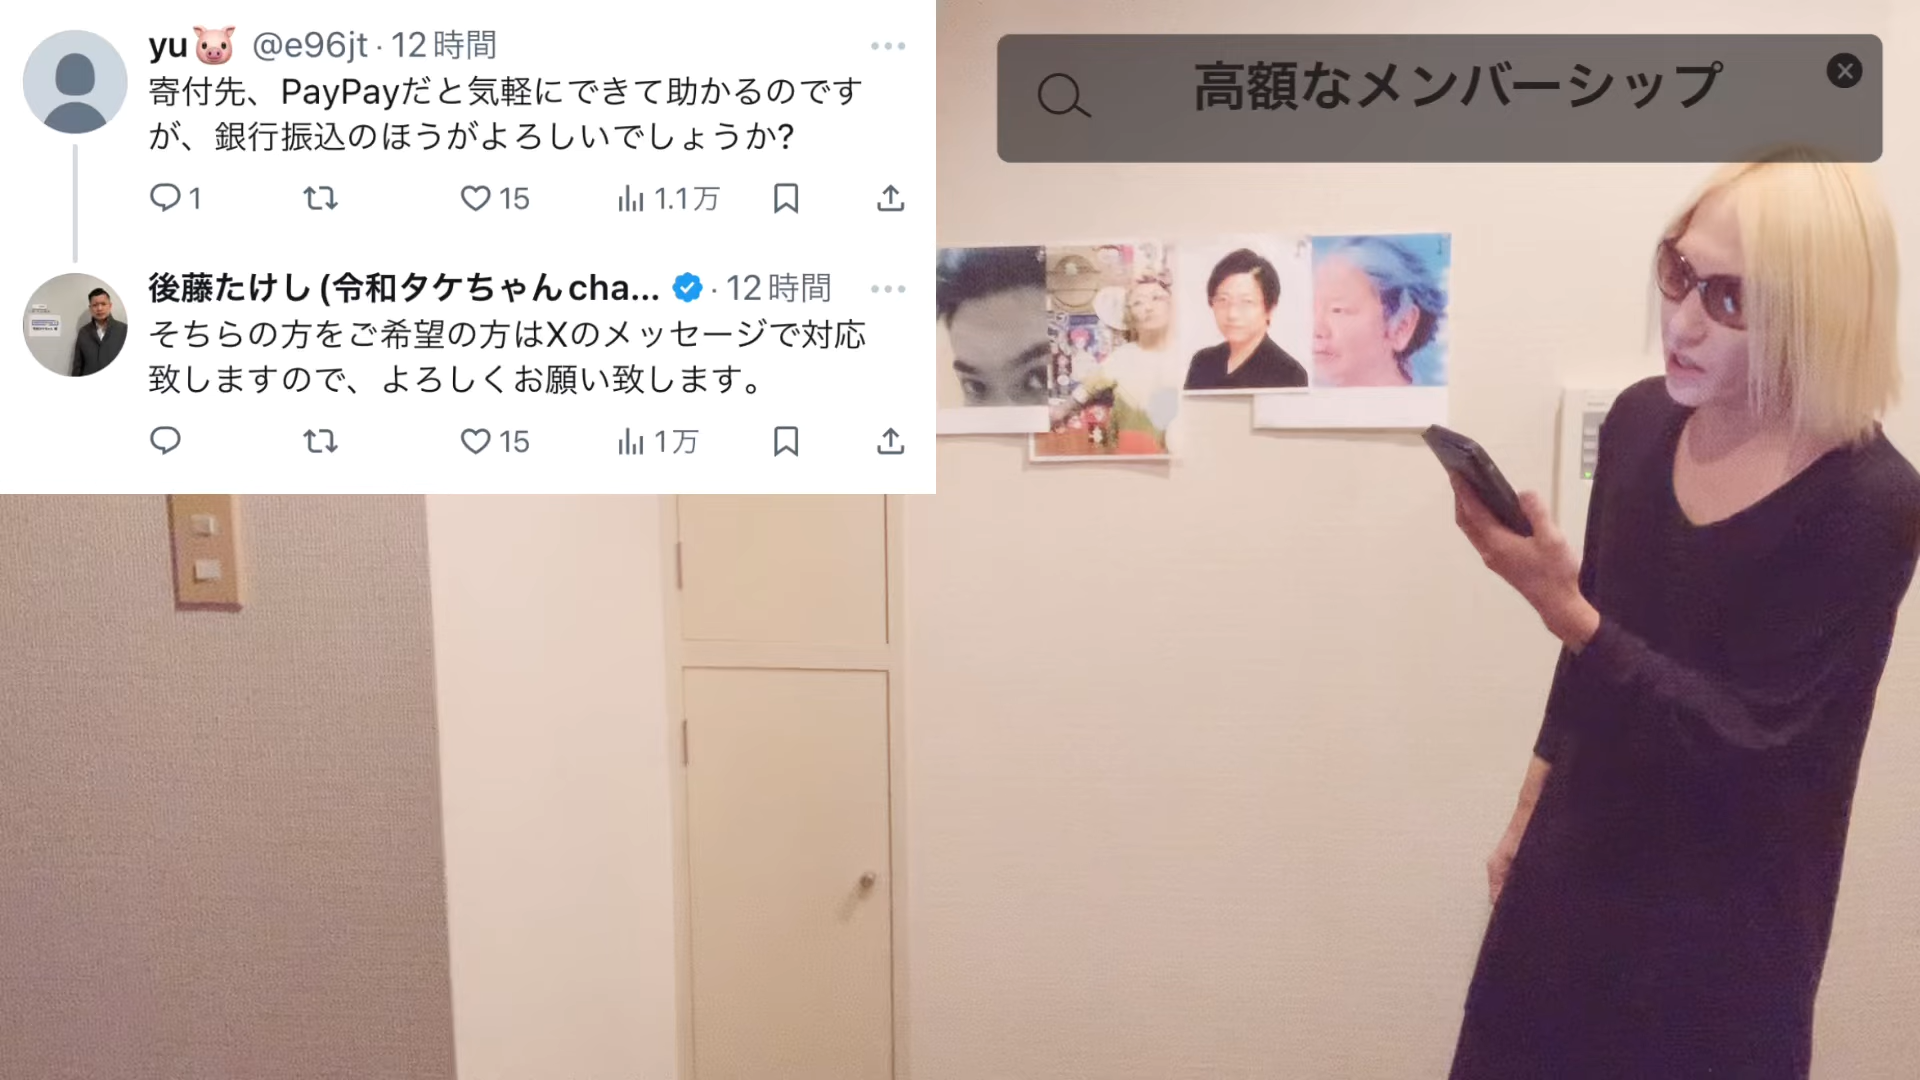 yu🐷 @e96jt · 12時間
寄付先、PayPayだと気軽にできて助かるのです
が、銀行振込のほうがよろしいでしょうか?
1 15 1.1万
後藤たけし (令和タケちゃんcha... · 12時間
そちらの方をご希望の方はXのメッセージで対応
致しますので、よろしくお願い致します。
15 1万
高額なメンバーシップ